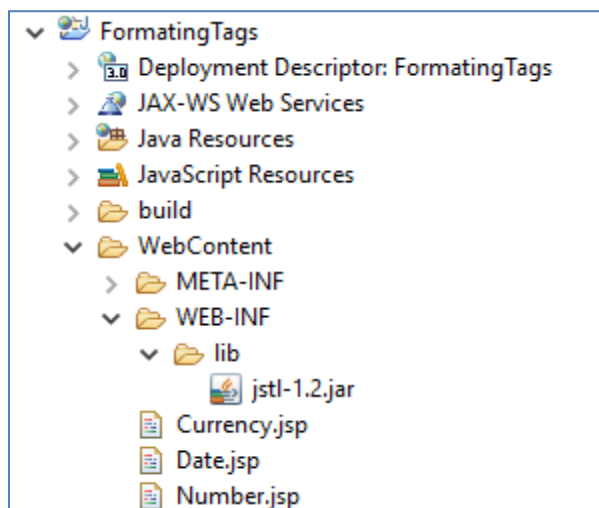 FormatingTags
3.0 Deployment Descriptor: FormatingTags
JAX-WS Web Services
Java Resources
JavaScript Resources
build
WebContent
META-INF
WEB-INF
lib
jstl-1.2.jar
Currency.jsp
Date.jsp
Number.jsp